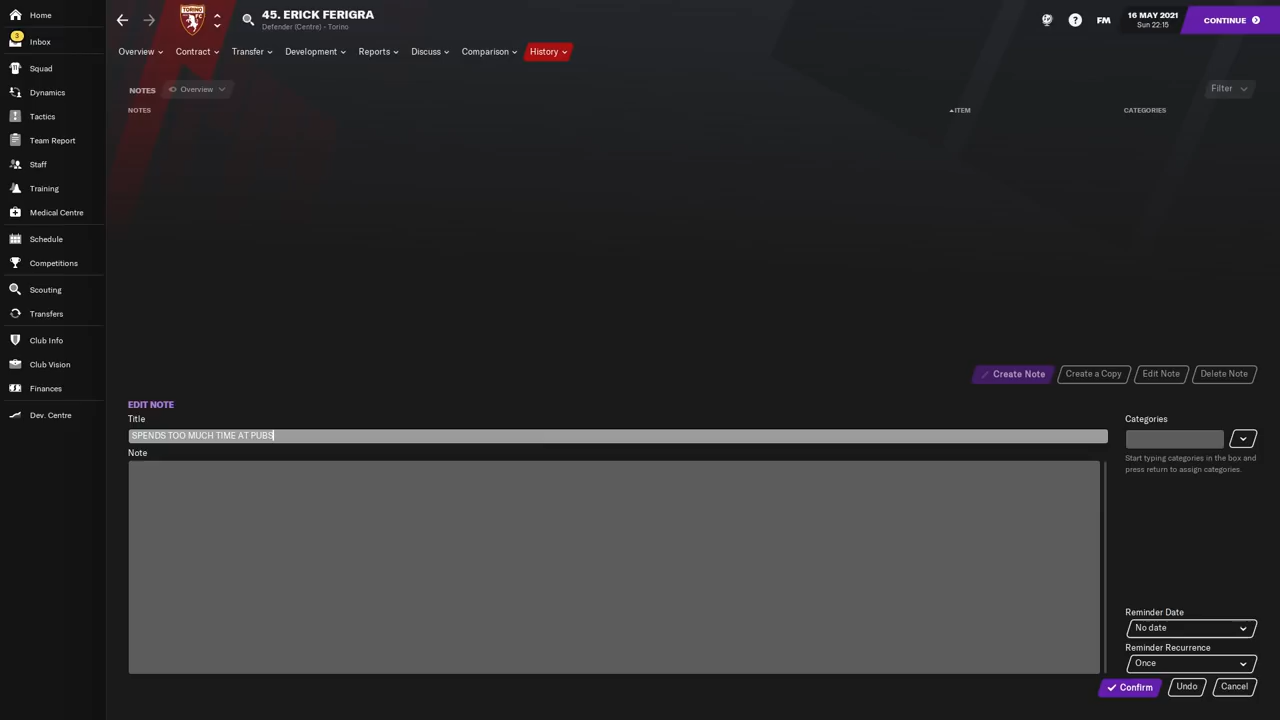 Home
3
Inbox
Squad
Dynamics
Tactics
Team Report
Staff
Training
Medical Centre
Schedule
Competitions
Scouting
Transfers
Club Info
Club Vision
Finances
Dev. Centre
TORINO FC
45. ERICK FERIGRA
Defender (Centre) - Torino
FM
16 MAY 2021
Sun 22:15
CONTINUE
Overview
Contract
Transfer
Development
Reports
Discuss
Comparison
History
NOTES
Overview
Filter
NOTES
ITEM
CATEGORIES
Create Note
Create a Copy
Edit Note
Delete Note
EDIT NOTE
Title
SPENDS TOO MUCH TIME AT PUBS
Note
Categories
Start typing categories in the box and
press return to assign categories.
Reminder Date
No date
Reminder Recurrence
Once
Confirm
Undo
Cancel